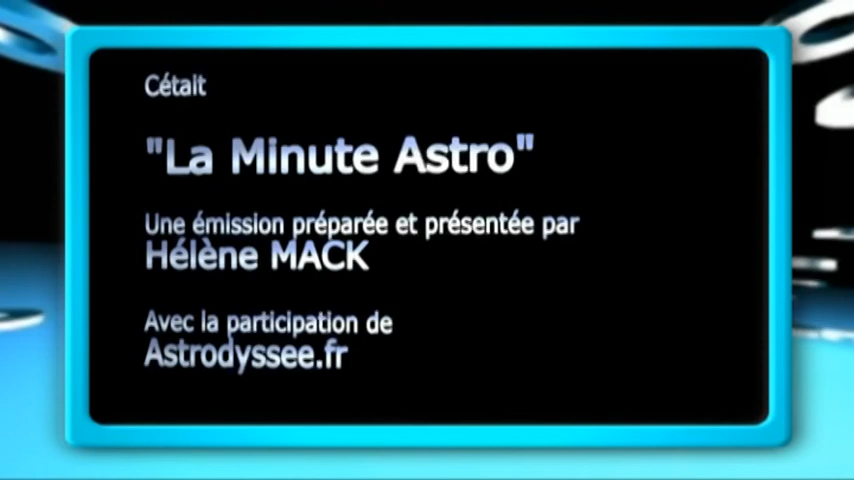 Cétait
"La Minute Astro"
Une émission préparée et présentée par
Hélène MACK
Avec la participation de
Astrodyssee.fr